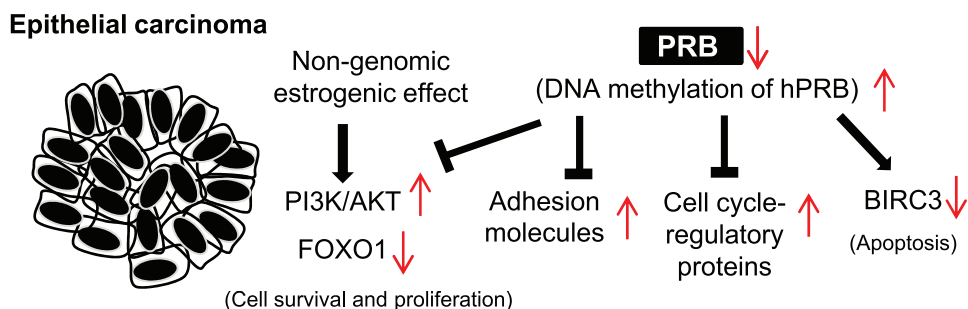 Epithelial carcinoma
Non-genomic
estrogenic effect
PI3K/AKT
FOXO1
(Cell survival and proliferation)
PRB
(DNA methylation of hPRB)
Adhesion
molecules
Cell cycle-
regulatory
proteins
BIRC3
(Apoptosis)